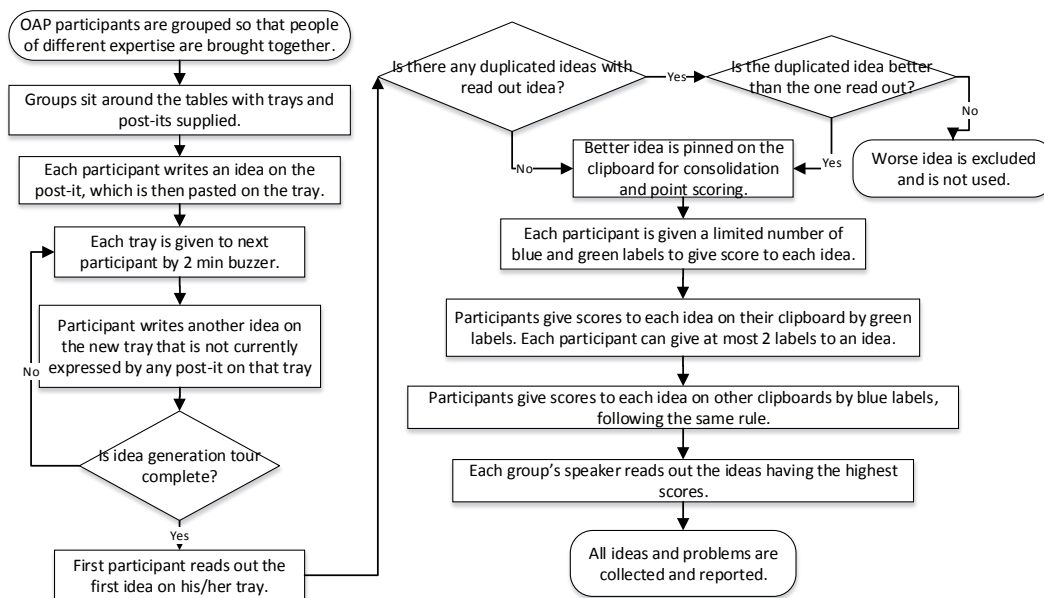 OAP participants are grouped so that people
of different expertise are brought together.
Groups sit around the tables with trays and
post-its supplied.
Each participant writes an idea on the
post-it, which is then pasted on the tray.
Each tray is given to next
participant by 2 min buzzer.
Participant writes another idea on
the new tray that is not currently
expressed by any post-it on that tray
No
Is idea generation tour
complete?
Yes
First participant reads out the
first idea on his/her tray.
Is there any duplicated ideas with
read out idea?
Yes
No
Is the duplicated idea better
than the one read out?
No
Yes
Worse idea is excluded
and is not used.
Better idea is pinned on the
clipboard for consolidation
and point scoring.
Each participant is given a limited number of
blue and green labels to give score to each idea.
Participants give scores to each idea on their clipboard by green
labels. Each participant can give at most 2 labels to an idea.
Participants give scores to each idea on other clipboards by blue labels,
following the same rule.
Each group's speaker reads out the ideas having the highest
scores.
All ideas and problems are
collected and reported.